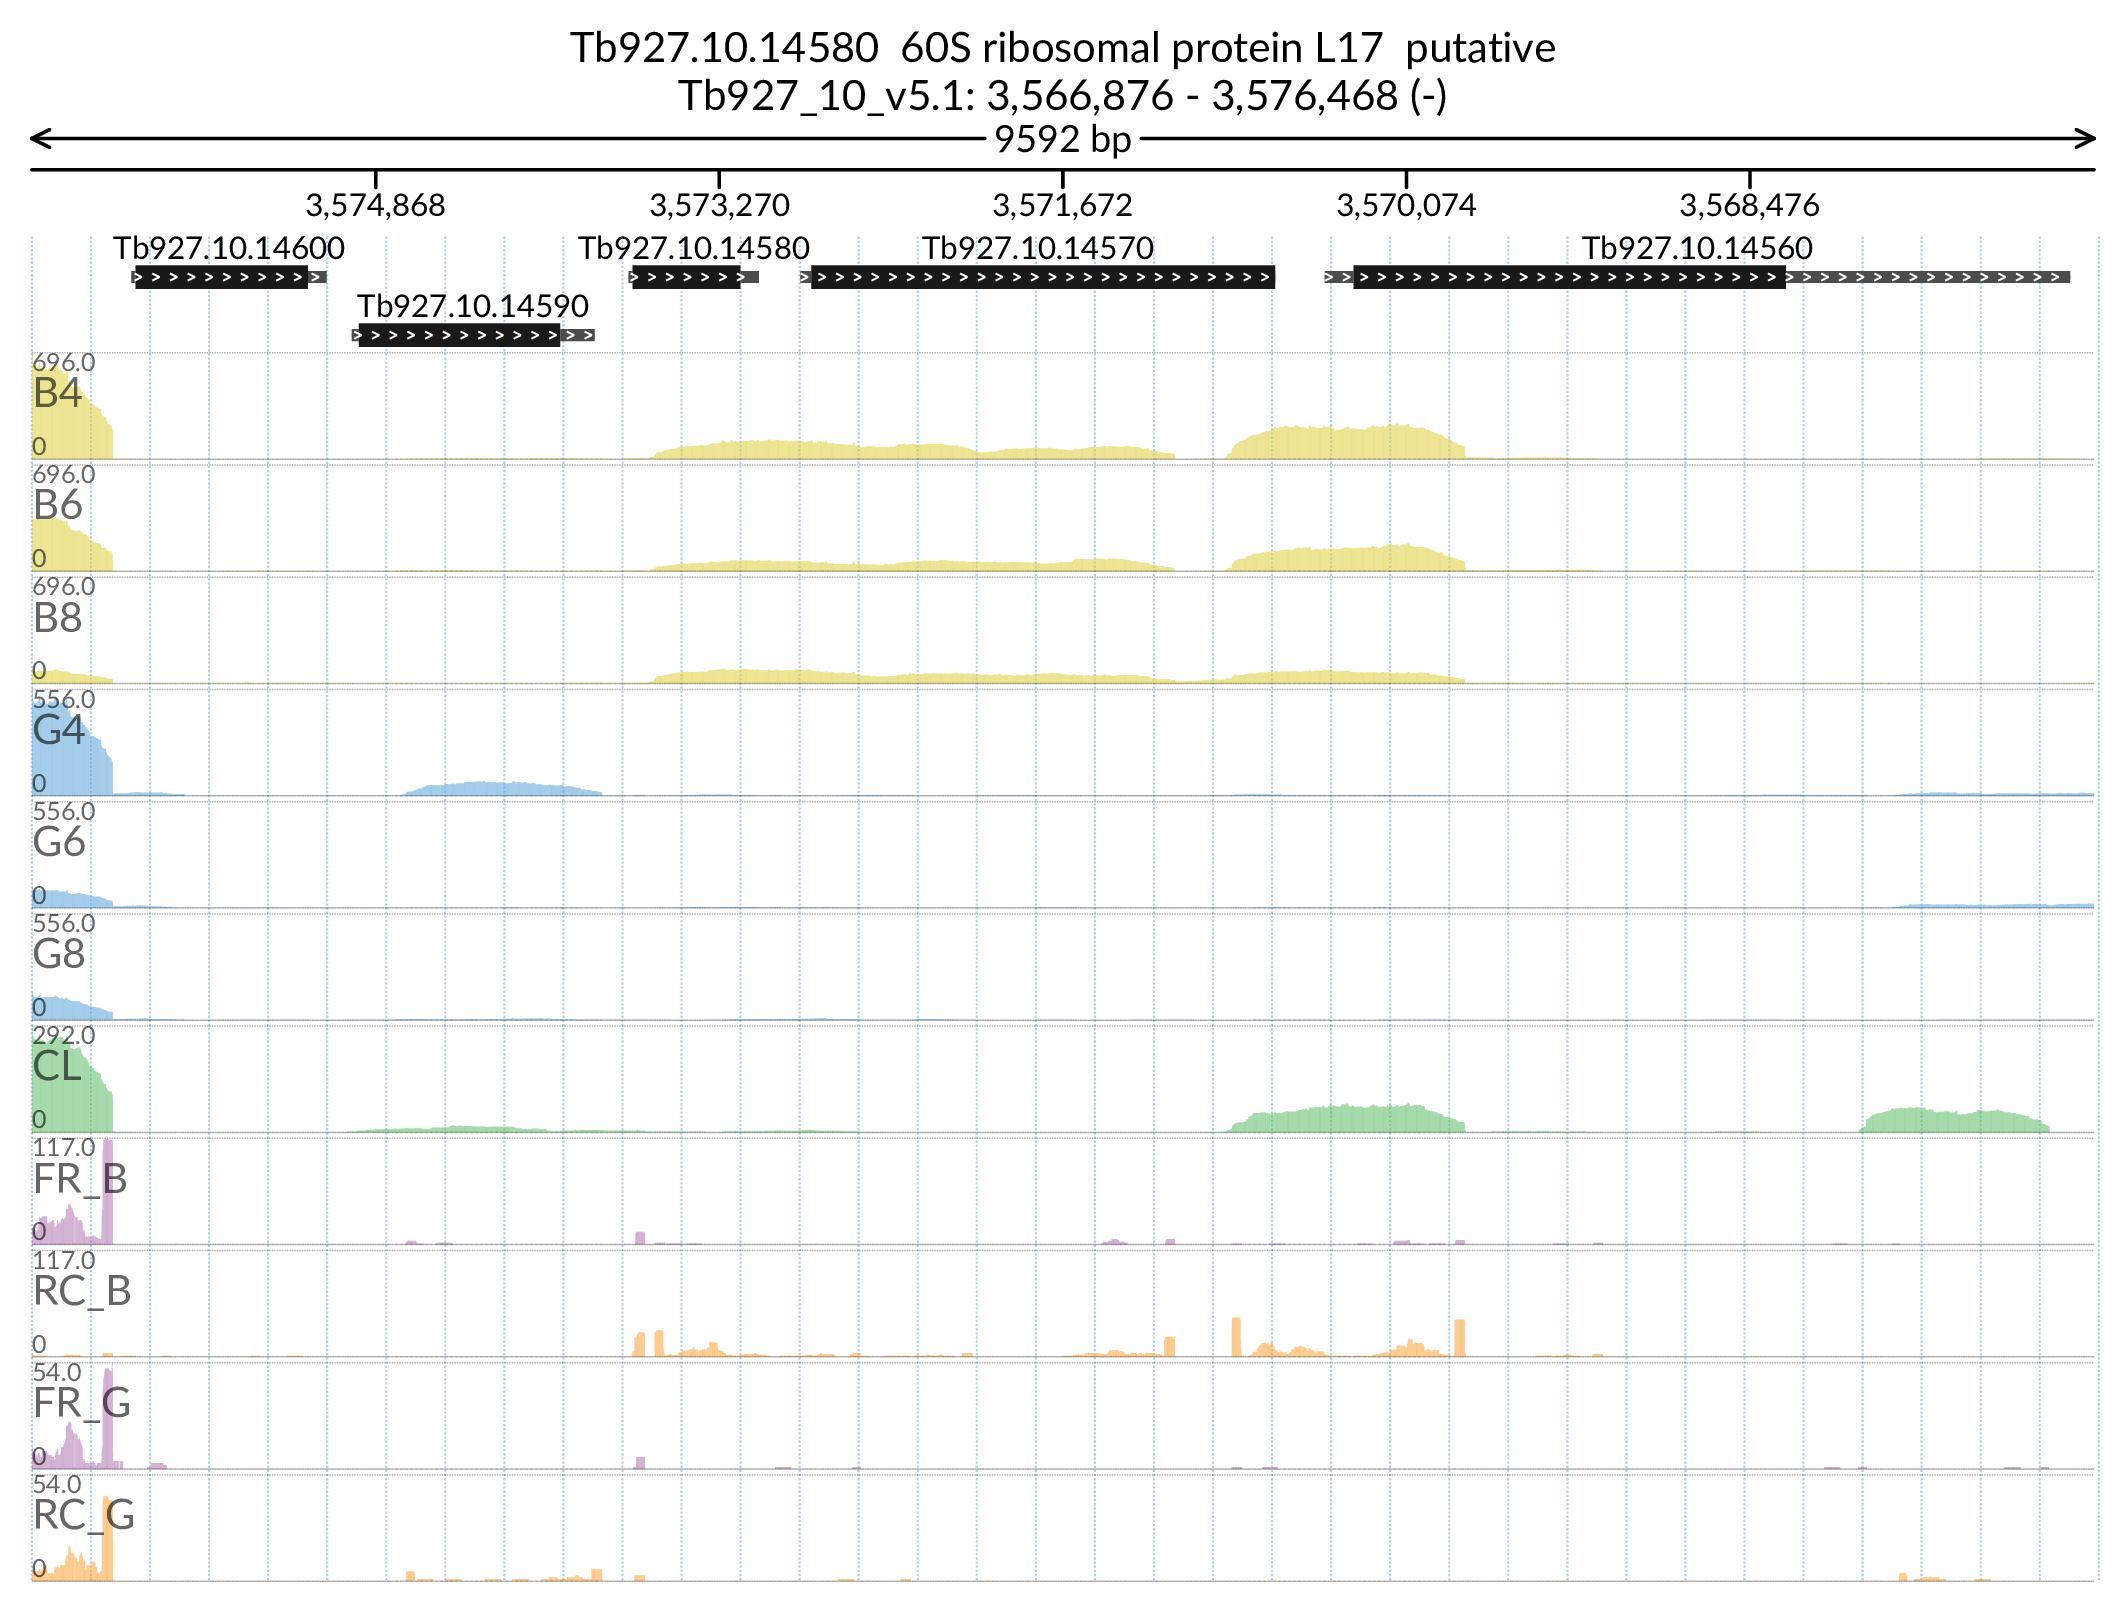 Tb927.10.14580  60S ribosomal protein L17  putative
Tb927_10_v5.1: 3,566,876 - 3,576,468 (-)
9592 bp
3,574,868 3,573,270 3,571,672 3,570,074 3,568,476
Tb927.10.14600 Tb927.10.14580 Tb927.10.14570 Tb927.10.14560
Tb927.10.14590
696.0
B4
0
696.0
B6
0
696.0
B8
0
556.0
G4
0
556.0
G6
0
556.0
G8
0
292.0
CL
0
117.0
FR_B
0
117.0
RC_B
0
54.0
FR_G
0
54.0
RC_G
0